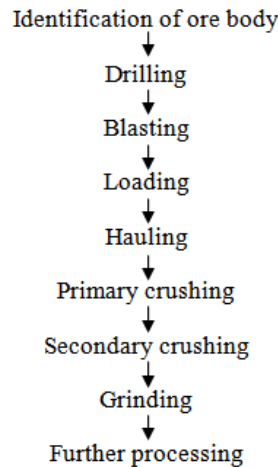 Identification of ore body
Drilling
Blasting
Loading
Hauling
Primary crushing
Secondary crushing
Grinding
Further processing